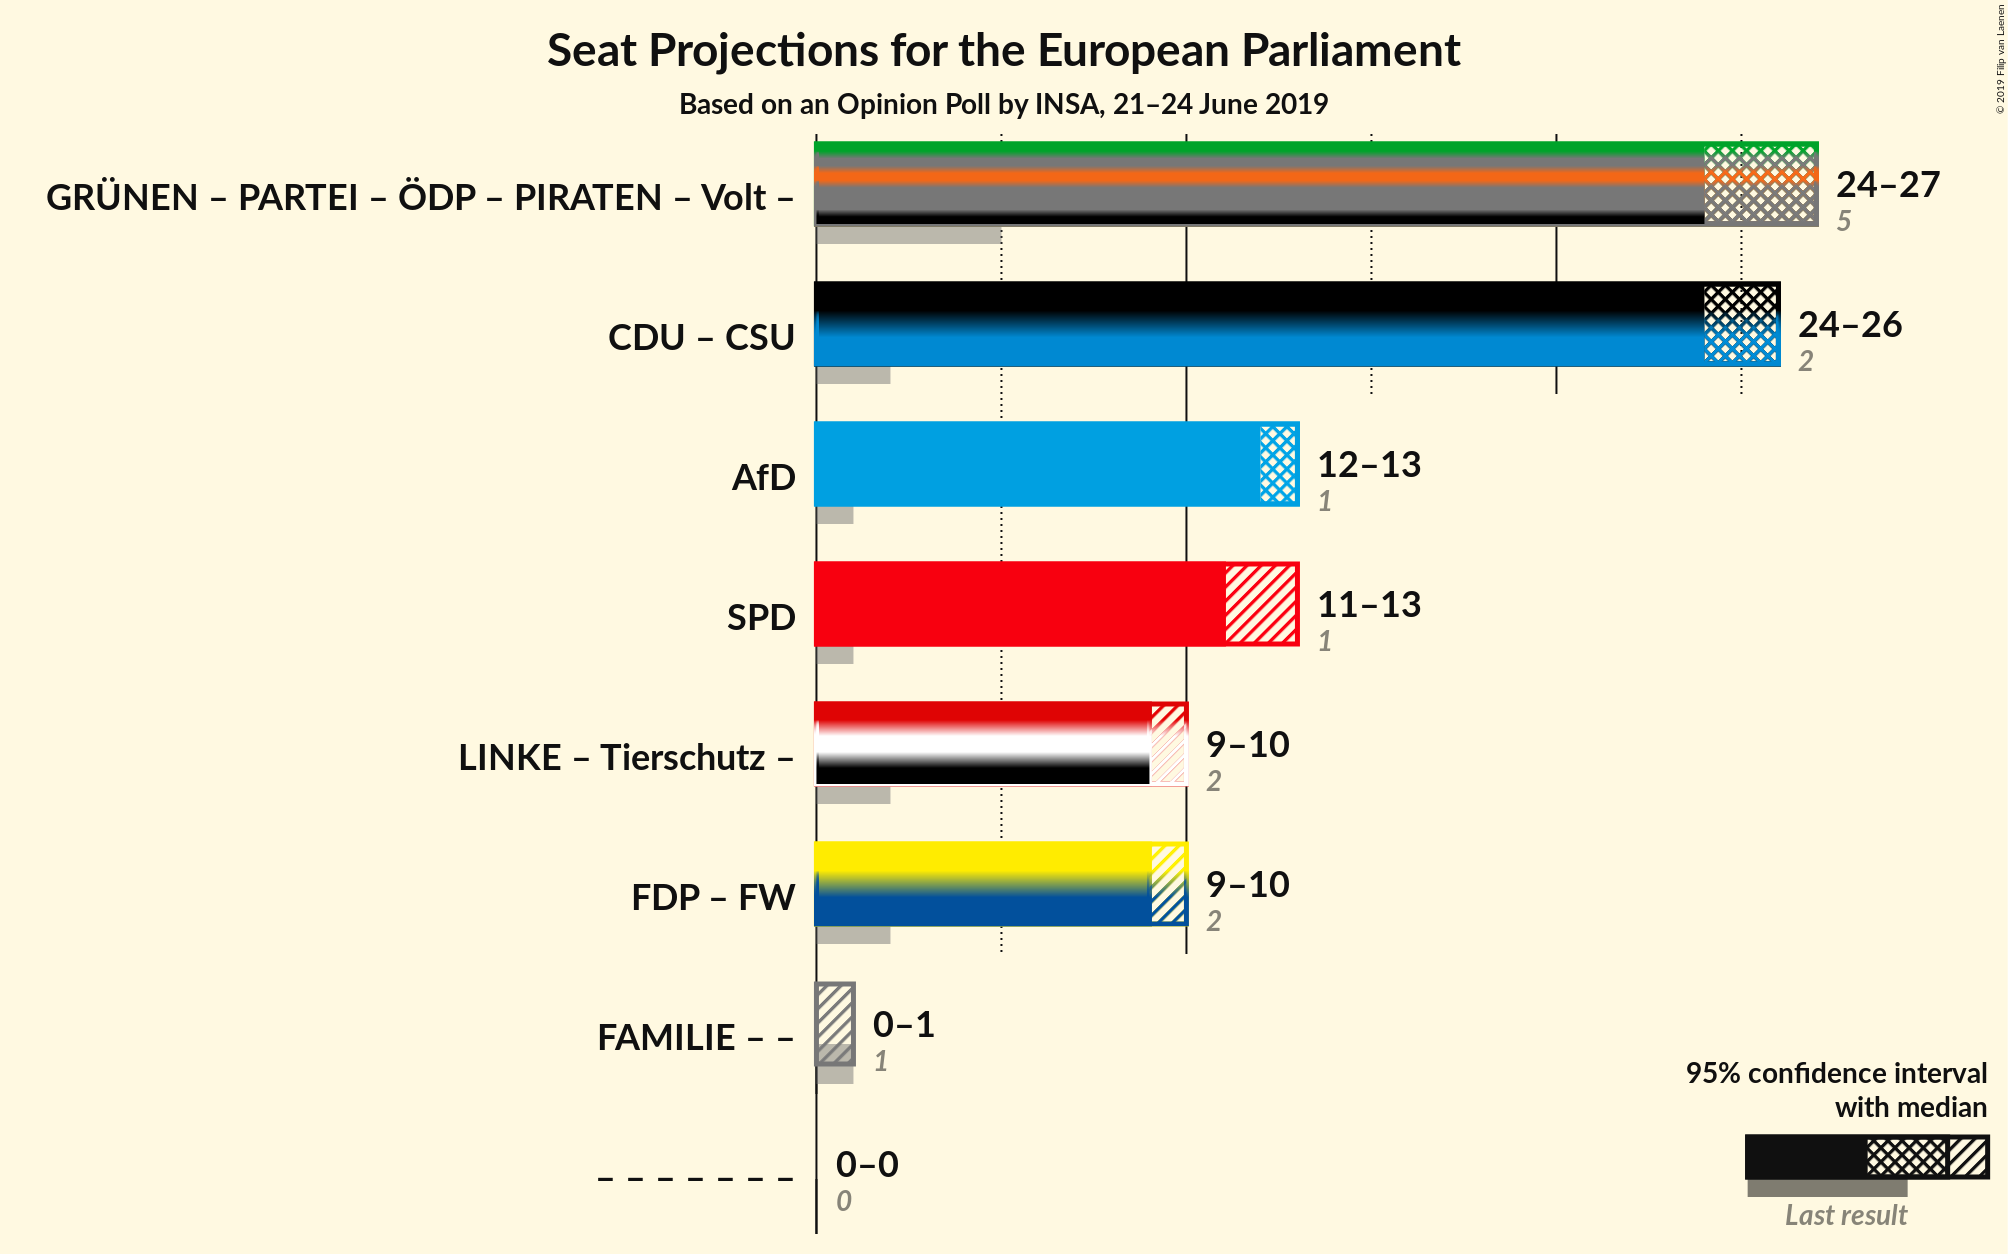 Seat Projections for the European Parliament
Based on an Opinion Poll by INSA, 21–24 June 2019
© 2019 Filip van Laenen
GRÜNEN – PARTEI – ÖDP – PIRATEN – Volt –
24–27
5
CDU – CSU
24–26
2
AfD
12–13
1
SPD
11–13
1
LINKE – Tierschutz –
9–10
2
FDP – FW
9–10
2
FAMILIE – –
0–1
1
– – – – – – –
0–0
0
95% confidence interval
with median
Last result